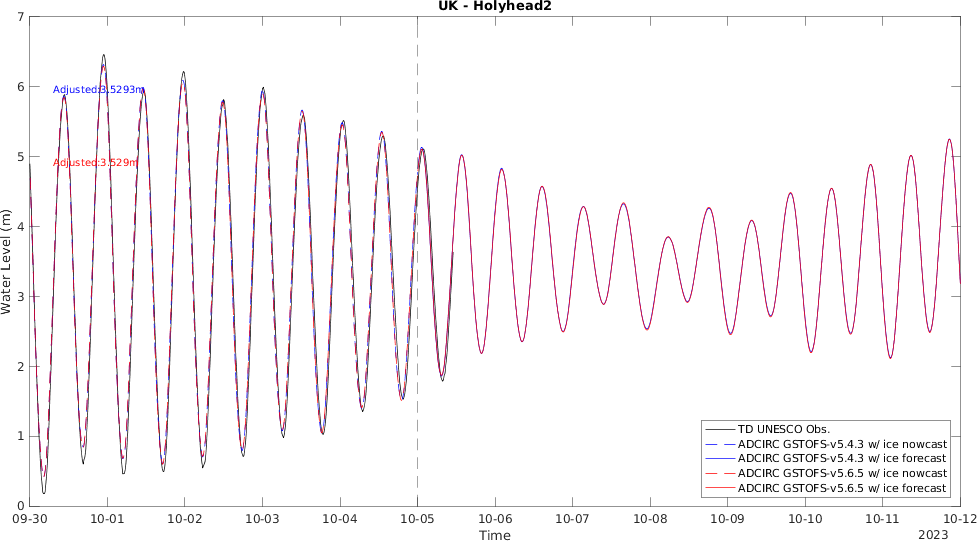 UK - Holyhead2
7
6
5
4
3
2
1
0
Water Level (m)
Adjusted:3.5293m
Adjusted:3.529m
TD UNESCO Obs.
ADCIRC GSTOFS-v5.4.3 w/ ice nowcast
ADCIRC GSTOFS-v5.4.3 w/ ice forecast
ADCIRC GSTOFS-v5.6.5 w/ ice nowcast
ADCIRC GSTOFS-v5.6.5 w/ ice forecast
09-30 10-01 10-02 10-03 10-04 10-05 10-06 10-07 10-08 10-09 10-10 10-11 10-12
Time
2023